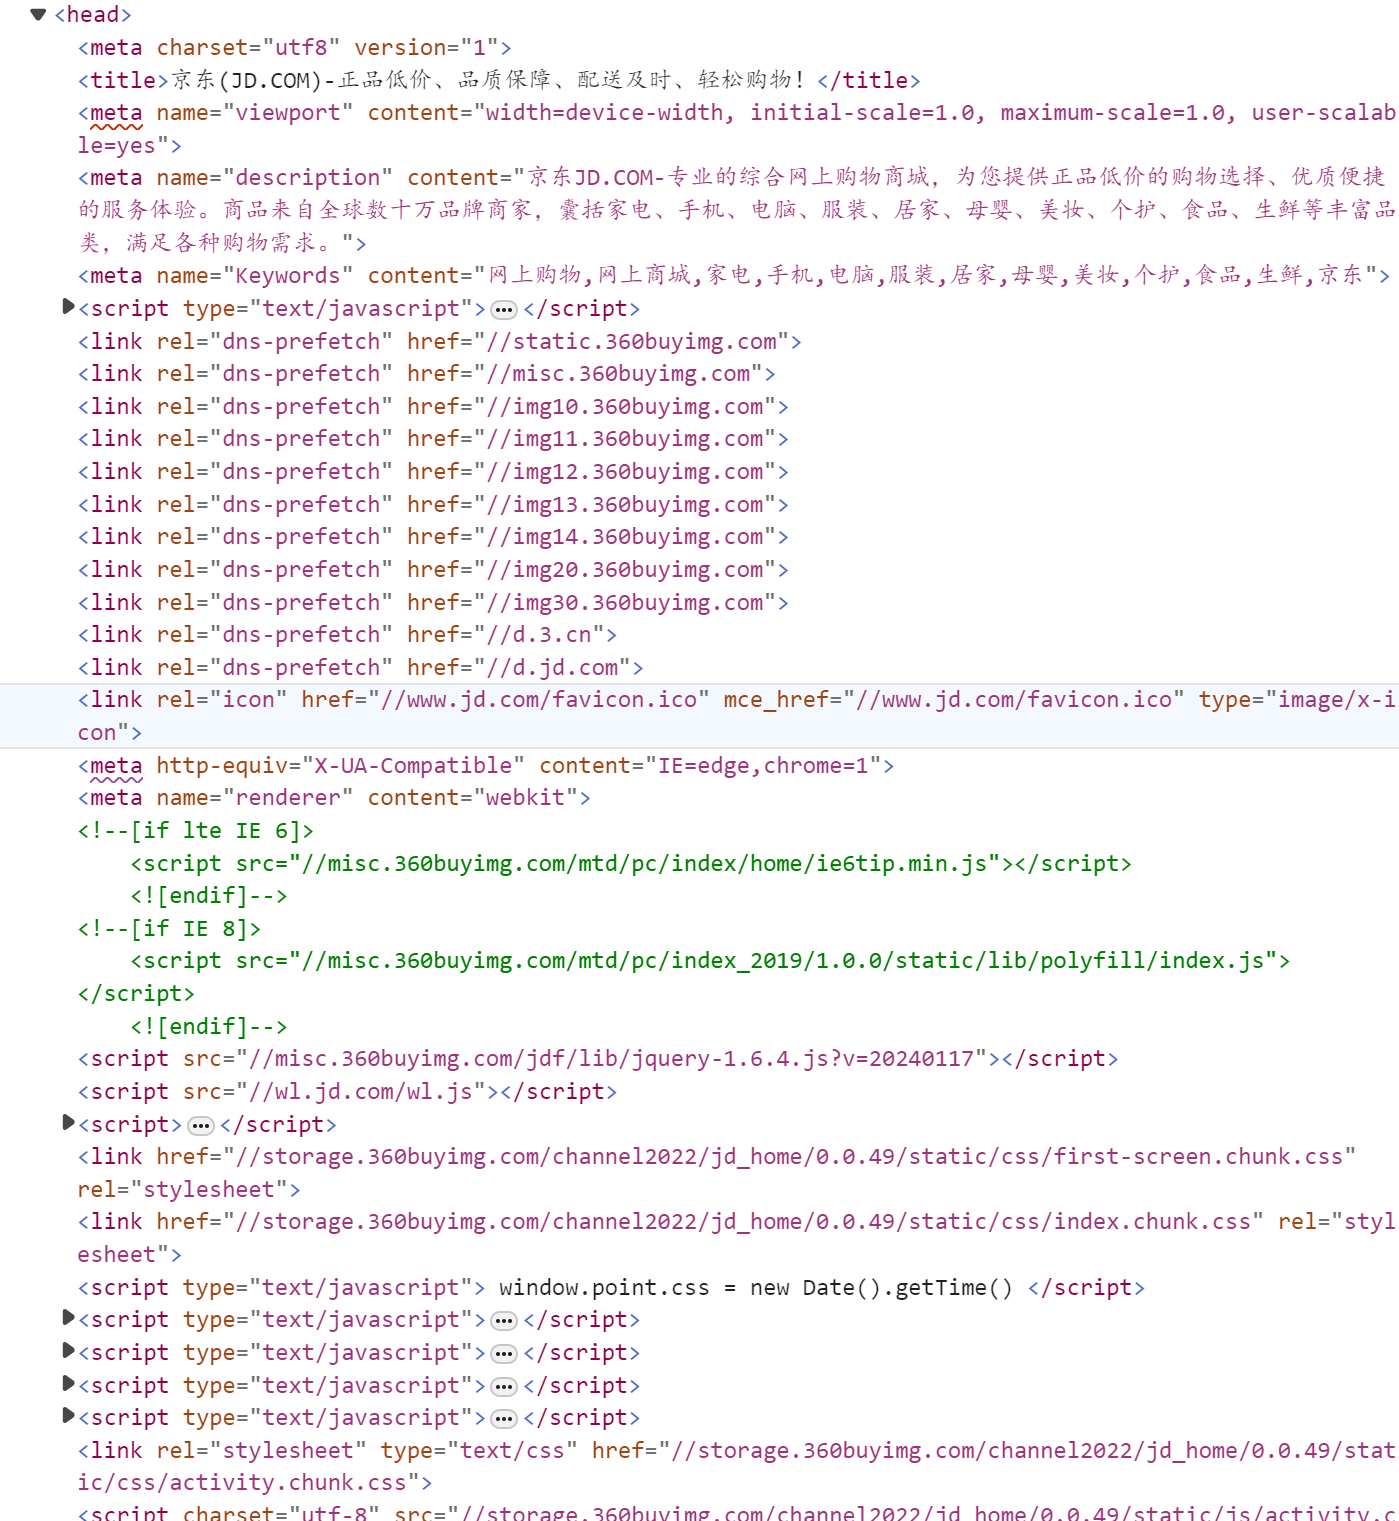 <head>
<meta charset="utf8" version="1">
<title>京东(JD.COM)-正品低价、品质保障、配送及时、轻松购物！</title>
<meta name="viewport" content="width=device-width, initial-scale=1.0, maximum-scale=1.0, user-scalab
le=yes">
<meta name="description" content="京东JD.COM-专业的综合网上购物商城，为您提供正品低价的购物选择、优质便捷
的服务体验。商品来自全球数十万品牌商家，囊括家电、手机、电脑、服装、居家、母婴、美妆、个护、食品、生鲜等丰富品
类，满足各种购物需求。">
<meta name="Keywords" content="网上购物,网上商城,家电,手机,电脑,服装,居家,母婴,美妆,个护,食品,生鲜,京东">
<script type="text/javascript">…</script>
<link rel="dns-prefetch" href="//static.360buyimg.com">
<link rel="dns-prefetch" href="//misc.360buyimg.com">
<link rel="dns-prefetch" href="//img10.360buyimg.com">
<link rel="dns-prefetch" href="//img11.360buyimg.com">
<link rel="dns-prefetch" href="//img12.360buyimg.com">
<link rel="dns-prefetch" href="//img13.360buyimg.com">
<link rel="dns-prefetch" href="//img14.360buyimg.com">
<link rel="dns-prefetch" href="//img20.360buyimg.com">
<link rel="dns-prefetch" href="//img30.360buyimg.com">
<link rel="dns-prefetch" href="//d.3.cn">
<link rel="dns-prefetch" href="//d.jd.com">
<link rel="icon" href="//www.jd.com/favicon.ico" mce_href="//www.jd.com/favicon.ico" type="image/x-i
con">
<meta http-equiv="X-UA-Compatible" content="IE=edge,chrome=1">
<meta name="renderer" content="webkit">
<!--[if lte IE 6]>
<script src="//misc.360buyimg.com/mtd/pc/index/home/ie6tip.min.js"></script>
<![endif]-->
<!--[if IE 8]>
<script src="//misc.360buyimg.com/mtd/pc/index_2019/1.0.0/static/lib/polyfill/index.js">
</script>
<![endif]-->
<script src="//misc.360buyimg.com/jdf/lib/jquery-1.6.4.js?v=20240117"></script>
<script src="//wl.jd.com/wl.js"></script>
<script>…</script>
<link href="//storage.360buyimg.com/channel2022/jd_home/0.0.49/static/css/first-screen.chunk.css"
rel="stylesheet">
<link href="//storage.360buyimg.com/channel2022/jd_home/0.0.49/static/css/index.chunk.css" rel="styl
esheet">
<script type="text/javascript"> window.point.css = new Date().getTime() </script>
<script type="text/javascript">…</script>
<script type="text/javascript">…</script>
<script type="text/javascript">…</script>
<script type="text/javascript">…</script>
<link rel="stylesheet" type="text/css" href="//storage.360buyimg.com/channel2022/jd_home/0.0.49/stat
ic/css/activity.chunk.css">
<script charset="utf-8" src="//storage.360buyimg.com/channel2022/jd_home/0.0.49/static/js/activity.c